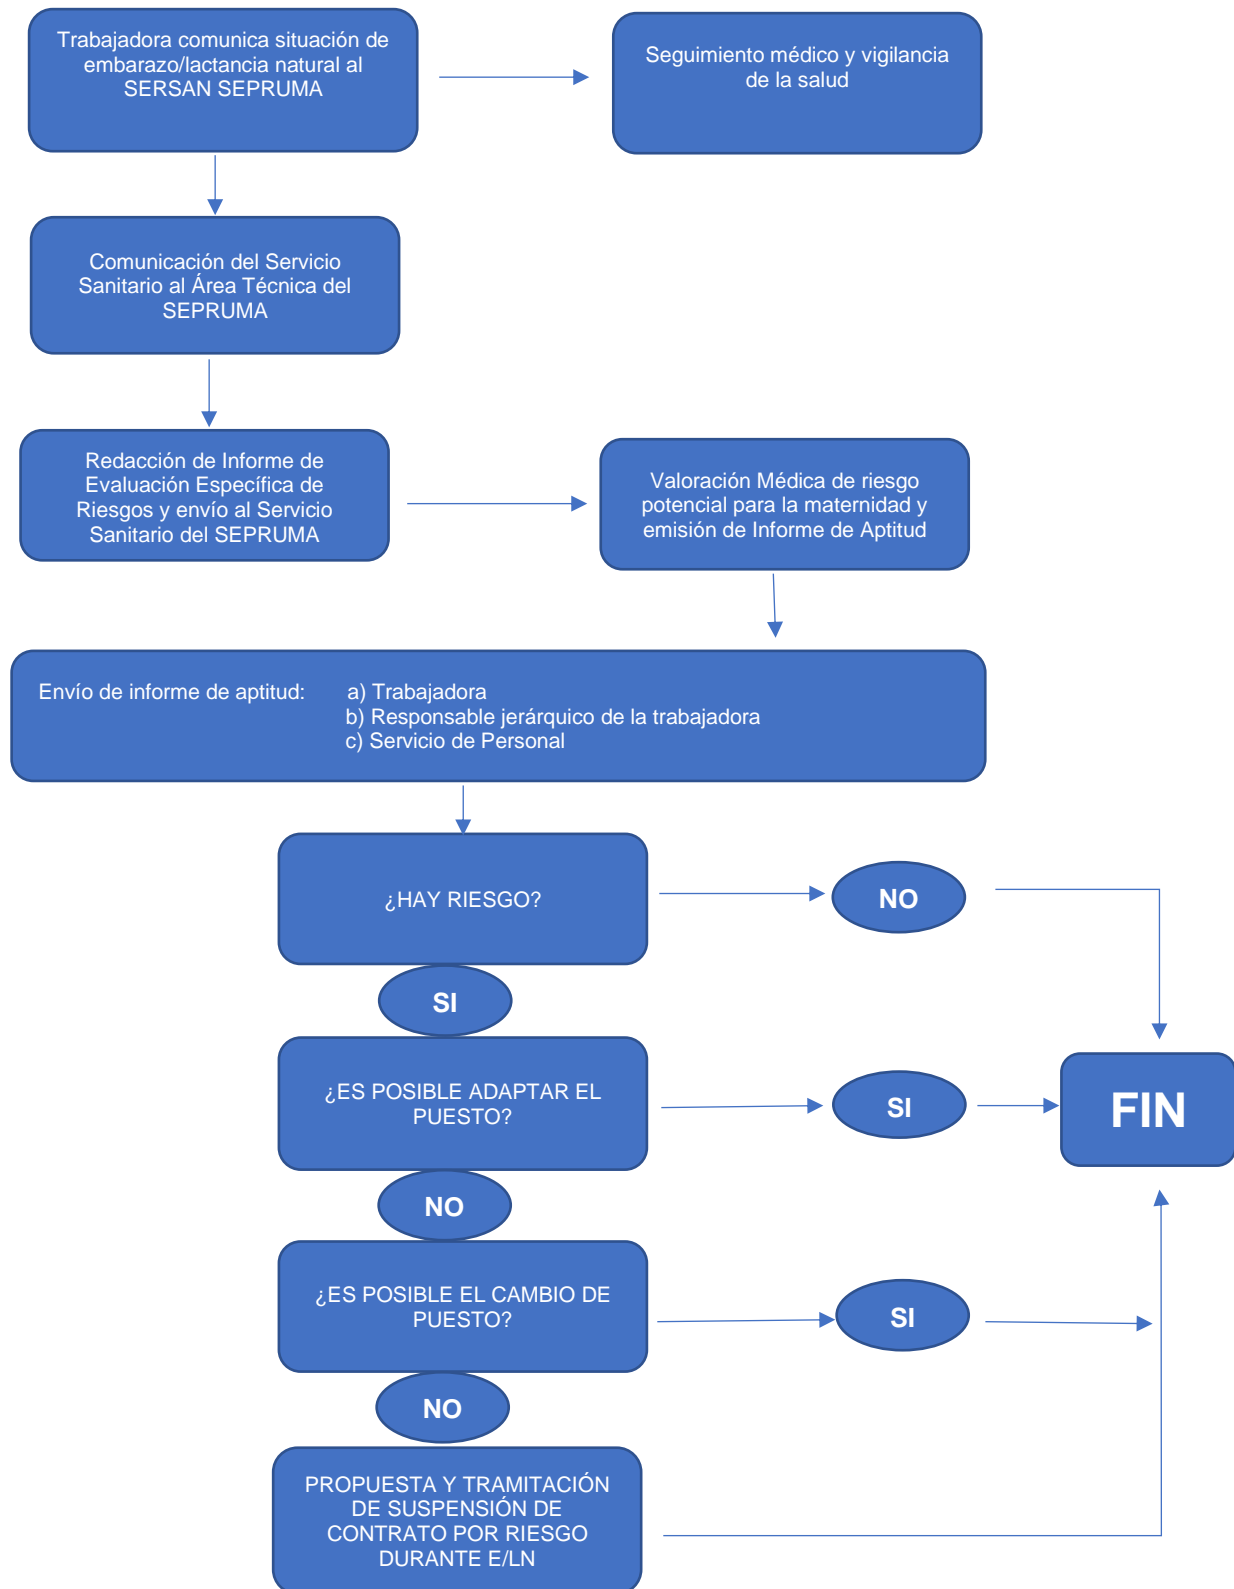 Trabajadora comunica situación de
embarazo/lactancia natural al
SERSAN SEPRUMA
Seguimiento médico y vigilancia
de la salud
Comunicación del Servicio
Sanitario al Área Técnica del
SEPRUMA
Redacción de Informe de
Evaluación Específica de
Riesgos y envío al Servicio
Sanitario del SEPRUMA
Valoración Médica de riesgo
potencial para la maternidad y
emisión de Informe de Aptitud
Envío de informe de aptitud: a) Trabajadora
b) Responsable jerárquico de la trabajadora
c) Servicio de Personal
¿HAY RIESGO?
NO
SI
¿ES POSIBLE ADAPTAR EL
PUESTO?
SI
FIN
NO
¿ES POSIBLE EL CAMBIO DE
PUESTO?
SI
NO
PROPUESTA Y TRAMITACIÓN
DE SUSPENSIÓN DE
CONTRATO POR RIESGO
DURANTE E/LN